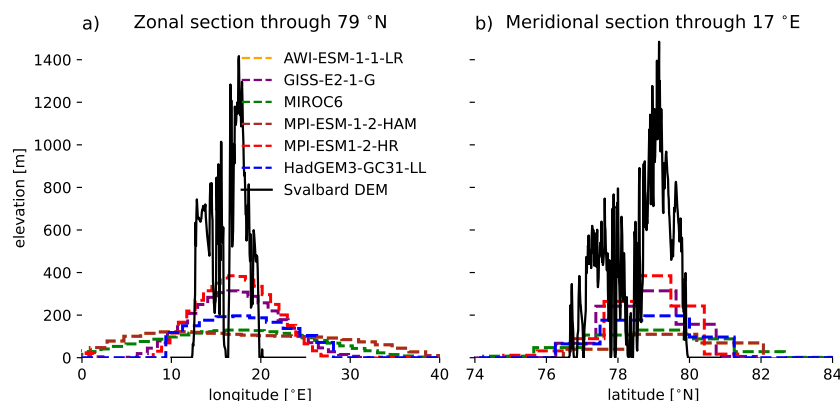 a) Zonal section through 79 °N
b) Meridional section through 17 °E
1400
1200
1000
800
600
400
200
0
elevation [m]
AWI-ESM-1-1-LR
GISS-E2-1-G
MIROC6
MPI-ESM-1-2-HAM
MPI-ESM1-2-HR
HadGEM3-GC31-LL
Svalbard DEM
0 10 20 30 40
longitude [°E]
74 76 78 80 82 84
latitude [°N]